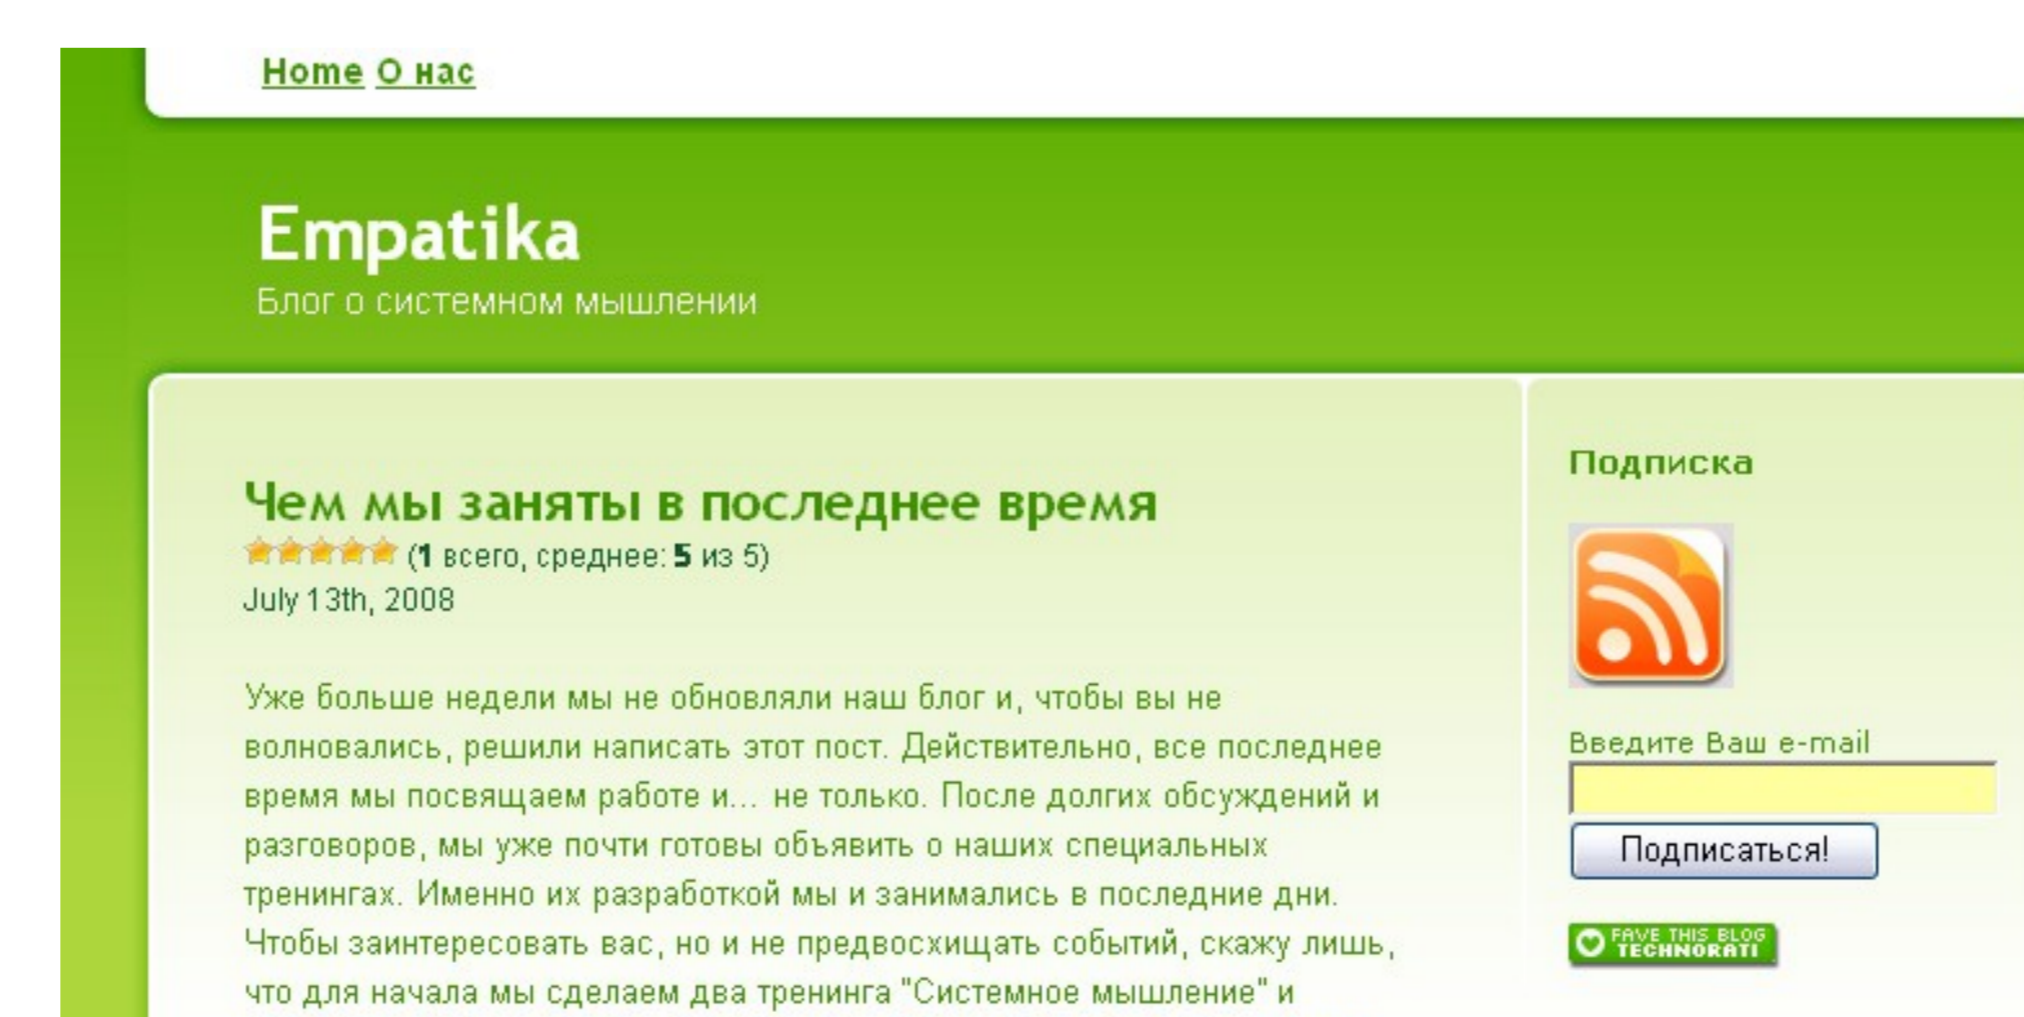 Home О нас
Empatika
Блог о системном мышлении
Чем мы заняты в последнее время
(1 всего, среднее: 5 из 5)
July 13th, 2008
Уже больше недели мы не обновляли наш блог и, чтобы вы не
волновались, решили написать этот пост. Действительно, все последнее
время мы посвящаем работе и... не только. После долгих обсуждений и
разговоров, мы уже почти готовы объявить о наших специальных
тренингах. Именно их разработкой мы и занимались в последние дни.
Чтобы заинтересовать вас, но и не предвосхищать событий, скажу лишь,
что для начала мы сделаем два тренинга "Системное мышление" и
Подписка
Введите Ваш e-mail
Подписаться!
FAVE THIS BLOG
TECHNORATI